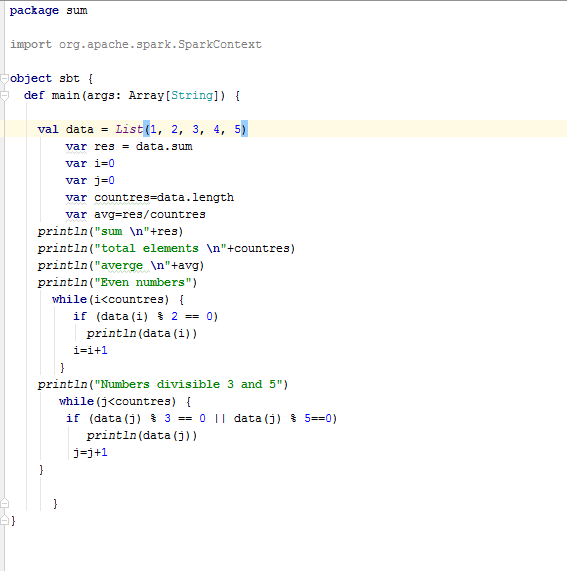 package sum
import org.apache.spark.SparkContext
object sbt {
def main(args: Array[String]) {
val data = List(1, 2, 3, 4, 5)
var res = data.sum
var i=0
var j=0
var countres=data.length
var avg=res/countres
println("sum \n"+res)
println("total elements \n"+countres)
println("averge \n"+avg)
println("Even numbers")
while(i<countres) {
if (data(i) % 2 == 0)
println(data(i))
i=i+1
}
println("Numbers divisible 3 and 5")
while(j<countres) {
if (data(j) % 3 == 0 || data(j) % 5==0)
println(data(j))
j=j+1
}
}
}